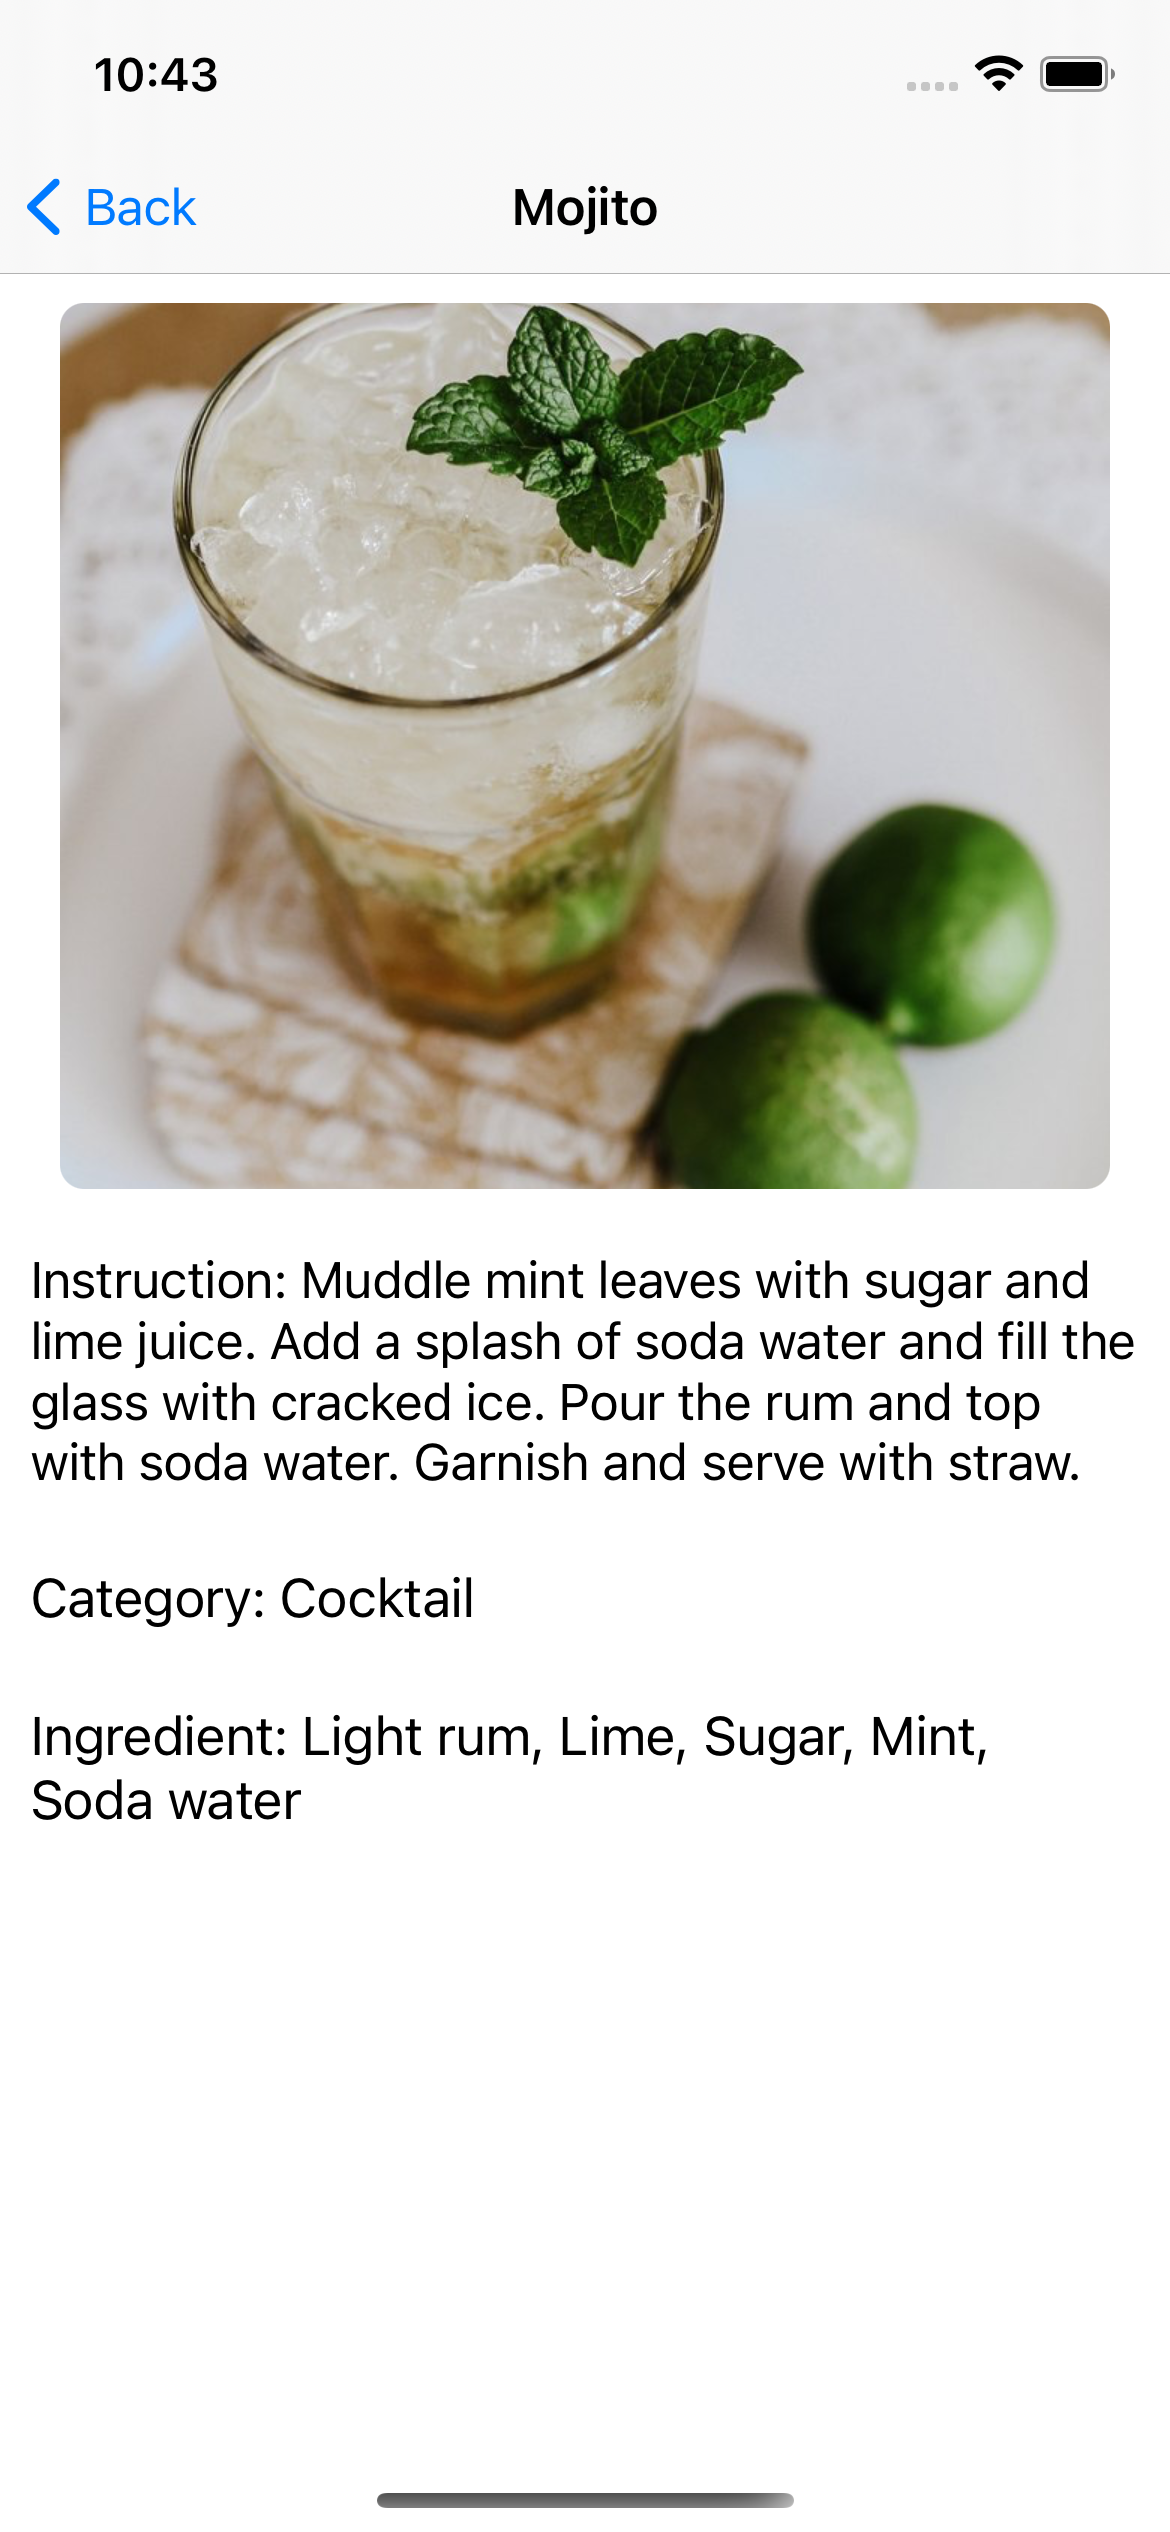 10:43
Back
Mojito
Instruction: Muddle mint leaves with sugar and
lime juice. Add a splash of soda water and fill the
glass with cracked ice. Pour the rum and top
with soda water. Garnish and serve with straw.
Category: Cocktail
Ingredient: Light rum, Lime, Sugar, Mint,
Soda water